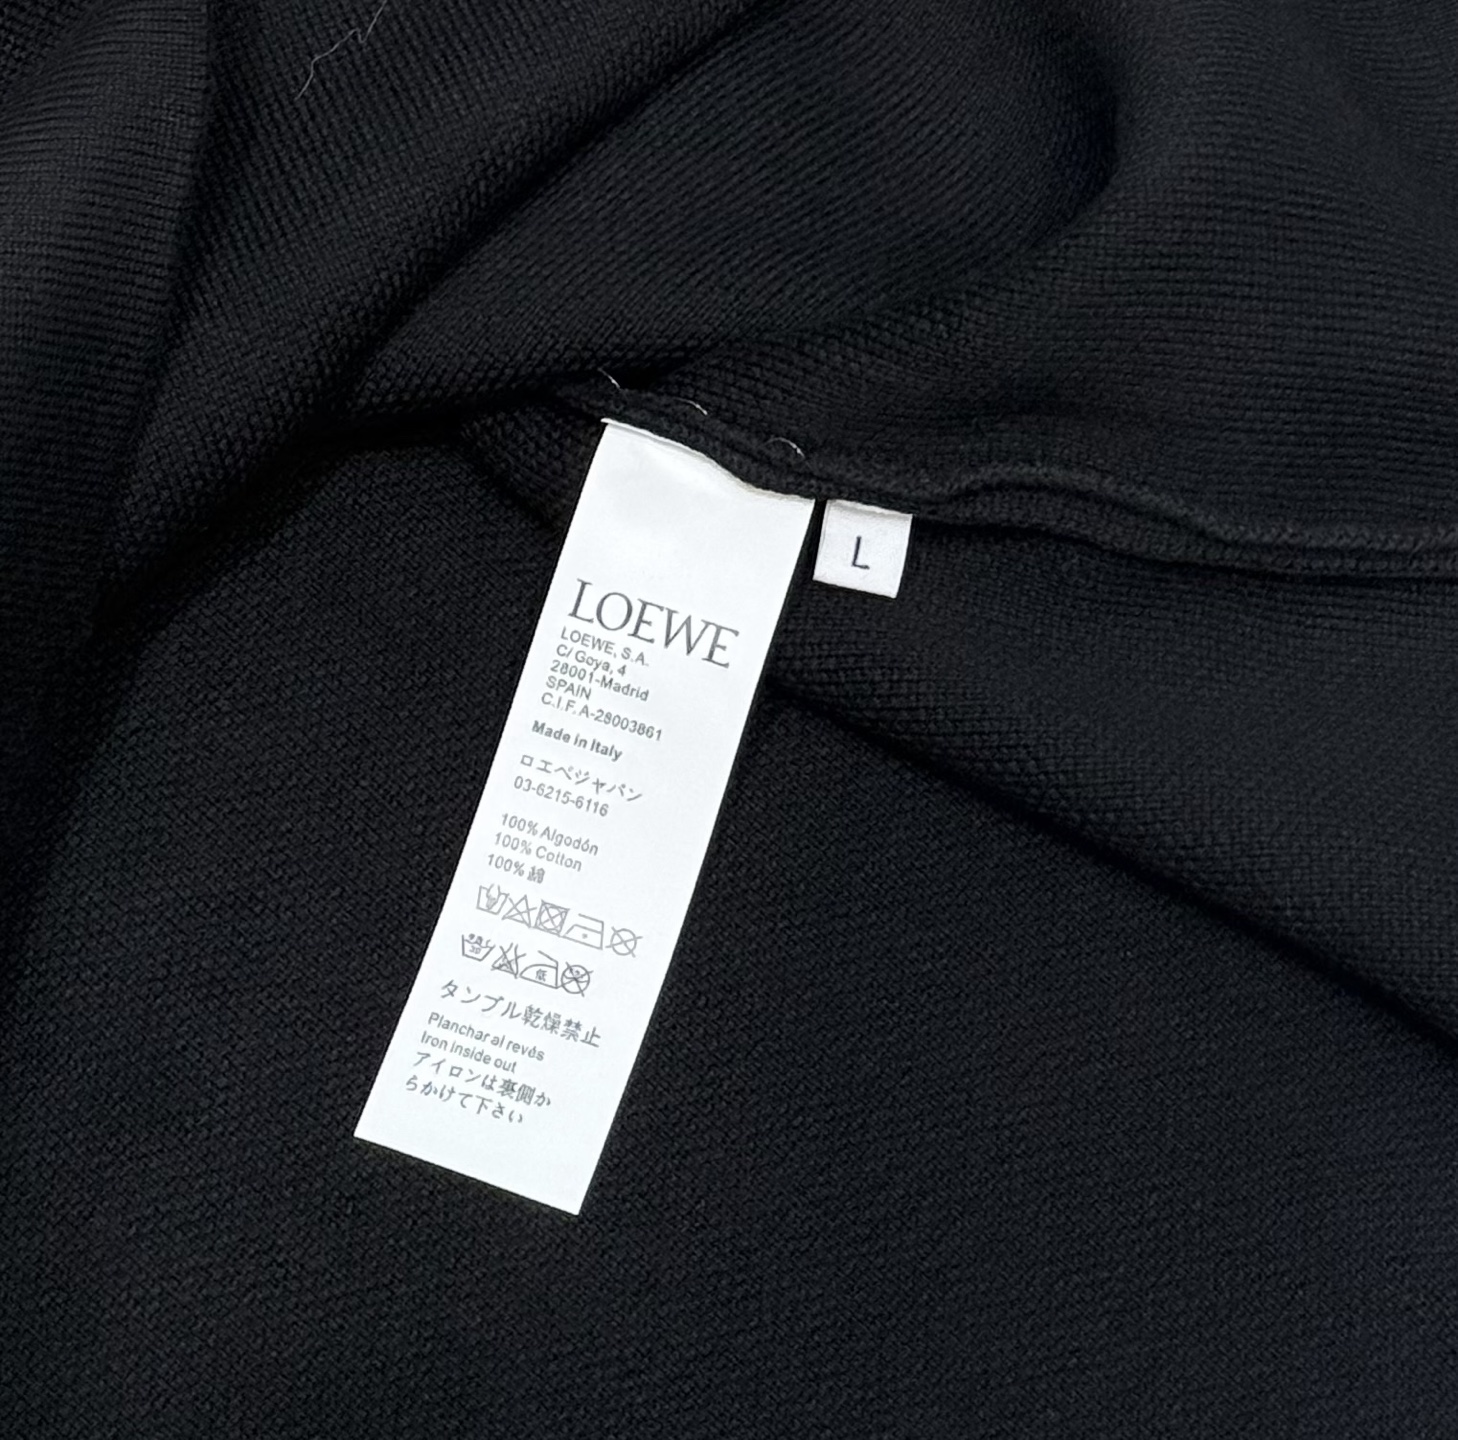 LOEWE
LOEWE, S.A.
C/ Goya, 4
28001-Madrid
SPAIN
C.I.F. A-28003861
Made in Italy
ロエベジャパン
03-6215-6116
100% Algodón
100% Cotton
100% 綿
低
タンブル乾燥禁止
Planchar al revés
Iron inside out
アイロンは裏側か
らかけて下さい
L